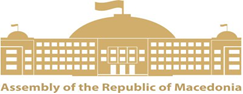 Assembly of the Republic of Macedonia